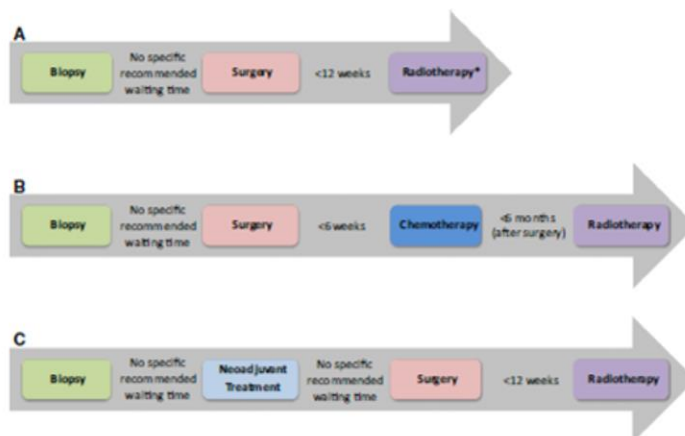 A
Biopsy
No specific
recommended
waiting time
Surgery
<12 weeks
Radiotherapy*
B
Biopsy
No specific
recommended
waiting time
Surgery
<6weeks
Chemotherapy
<6 months
(after surgery)
Radiotherapy
C
Biopsy
No specific
recommended
waiting time
Neoadjuvant
Treatment
No specific
recommended
waiting time
Surgery
<12 weeks
Radiotherapy